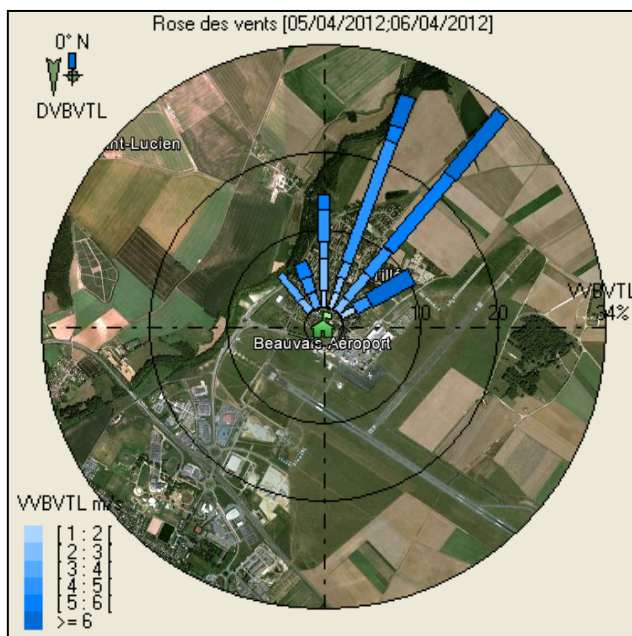 Rose des vents [05/04/2012;06/04/2012]
0° N
DVBVTL
nt-Lucien
Tillé
VVBVTL
10 20 34%
Beauvais Aéroport
VVBVTL m/s
[ 1 : 2 [
[ 2 : 3 [
[ 3 : 4 [
[ 4 : 5 [
[ 5 : 6 [
>= 6